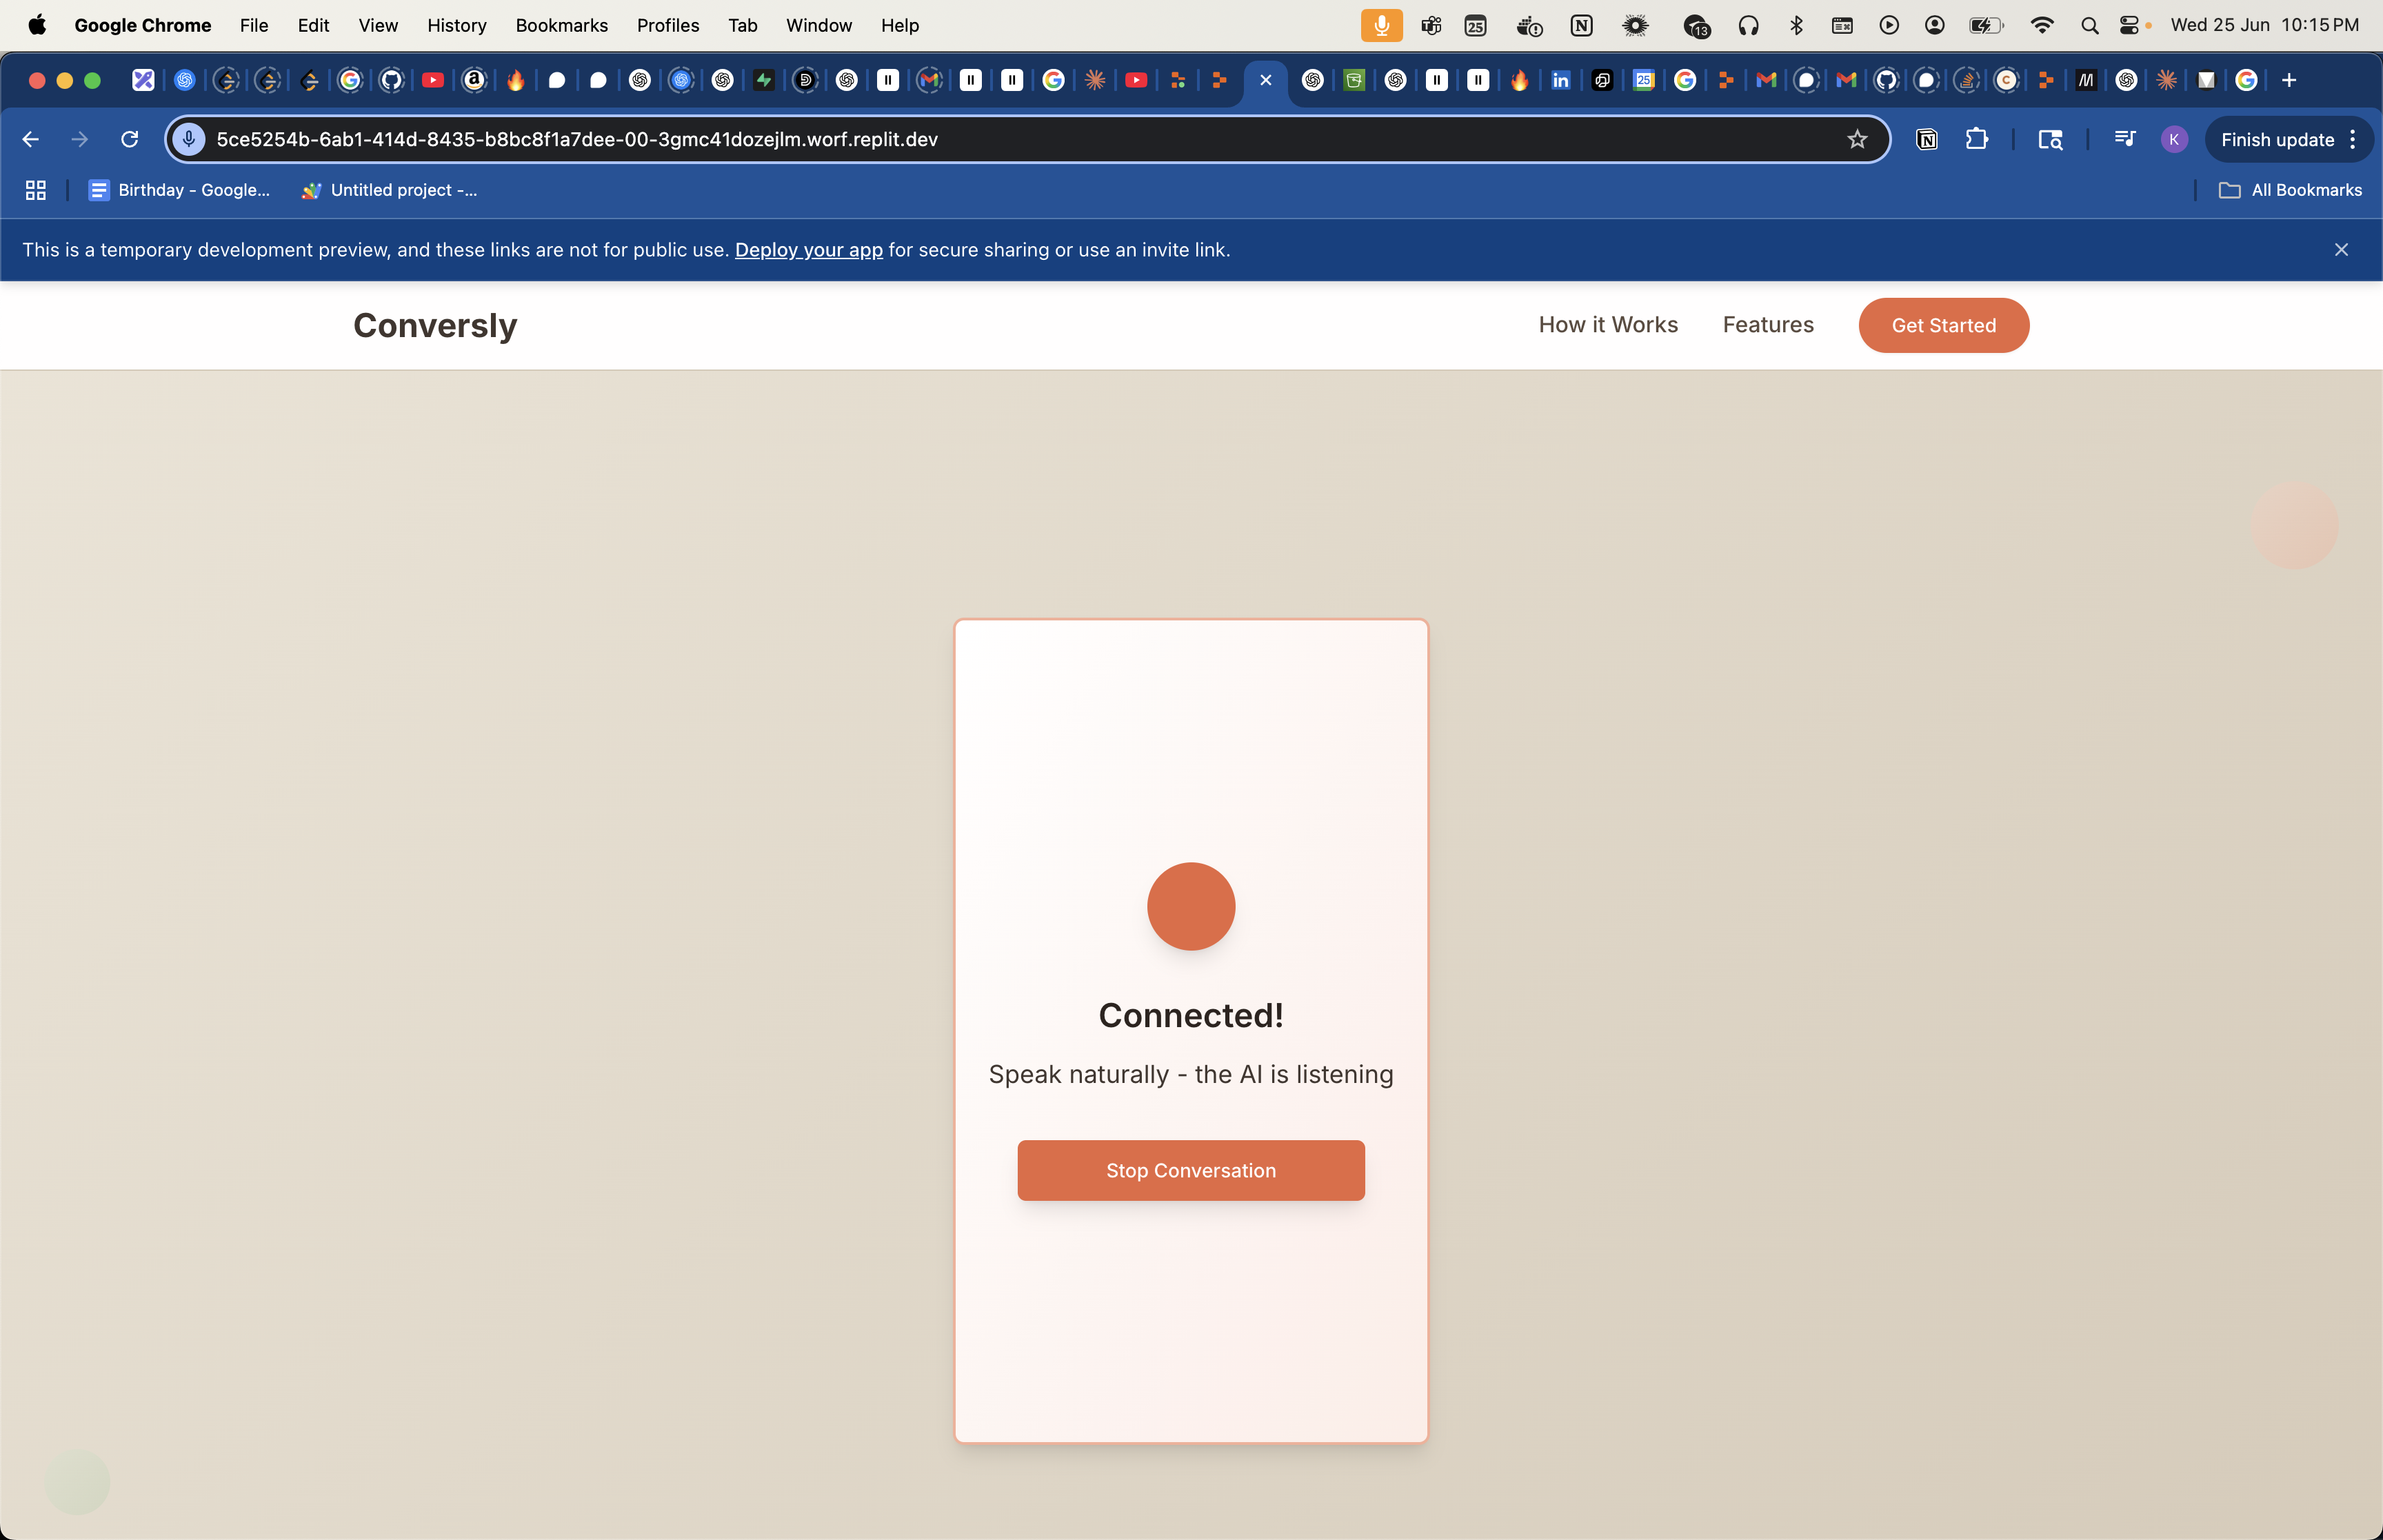 Google Chrome File Edit View History Bookmarks Profiles Tab Window Help 25 13 Wed 25 Jun 10:15 PM
5ce5254b-6ab1-414d-8435-b8bc8f1a7dee-00-3gmc41dozejlm.worf.replit.dev K Finish update
Birthday - Google... Untitled project -... All Bookmarks
This is a temporary development preview, and these links are not for public use. Deploy your app for secure sharing or use an invite link.
Conversly How it Works Features Get Started
Connected!
Speak naturally - the AI is listening
Stop Conversation